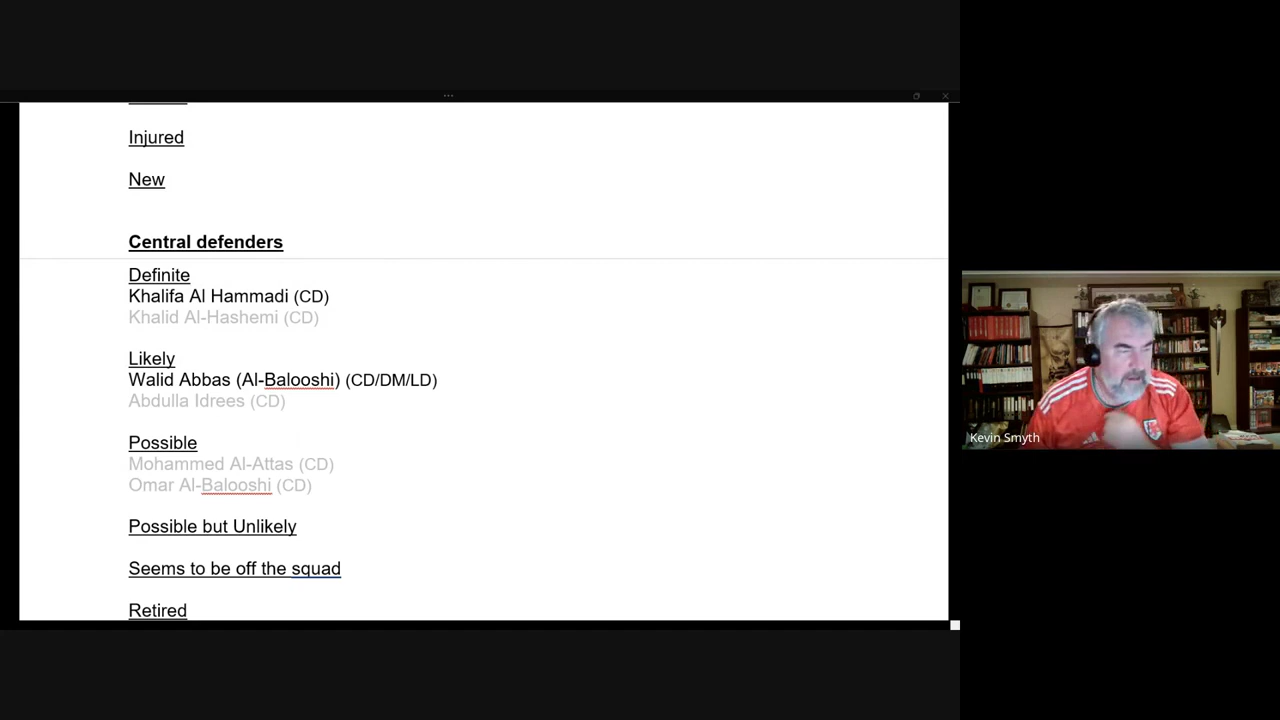 Injured
New
Central defenders
Definite
Khalifa Al Hammadi (CD)
Khalid Al-Hashemi (CD)
Likely
Walid Abbas (Al-Balooshi) (CD/DM/LD)
Abdulla Idrees (CD)
Possible
Mohammed Al-Attas (CD)
Omar Al-Balooshi (CD)
Possible but Unlikely
Seems to be off the squad
Retired
Kevin Smyth